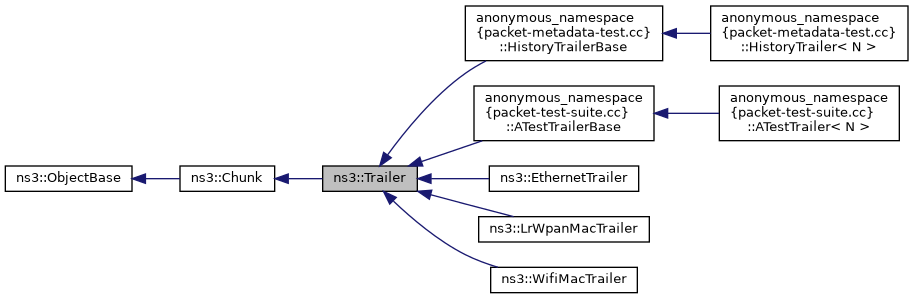 anonymous_namespace
{packet-metadata-test.cc}
::HistoryTrailerBase
anonymous_namespace
{packet-metadata-test.cc}
::HistoryTrailer< N >
anonymous_namespace
{packet-test-suite.cc}
::ATestTrailerBase
anonymous_namespace
{packet-test-suite.cc}
::ATestTrailer< N >
ns3::ObjectBase
ns3::Chunk
ns3::Trailer
ns3::EthernetTrailer
ns3::LrWpanMacTrailer
ns3::WifiMacTrailer